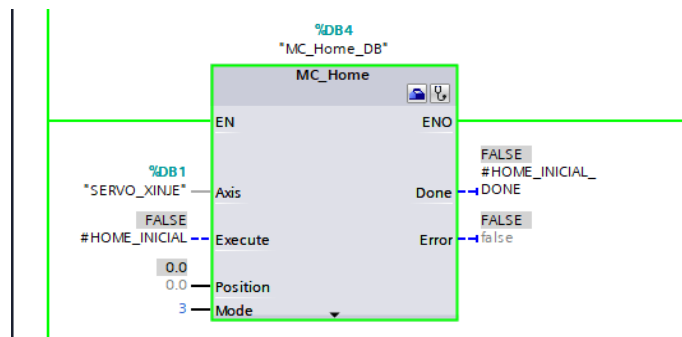 %DB4
"MC_Home_DB"
MC_Home
EN
ENO
%DB1
"SERVO_XINJE"
Axis
FALSE
#HOME_INICIAL_
DONE
Done
FALSE
#HOME_INICIAL
Execute
FALSE
false
Error
0.0
0.0
Position
3
Mode